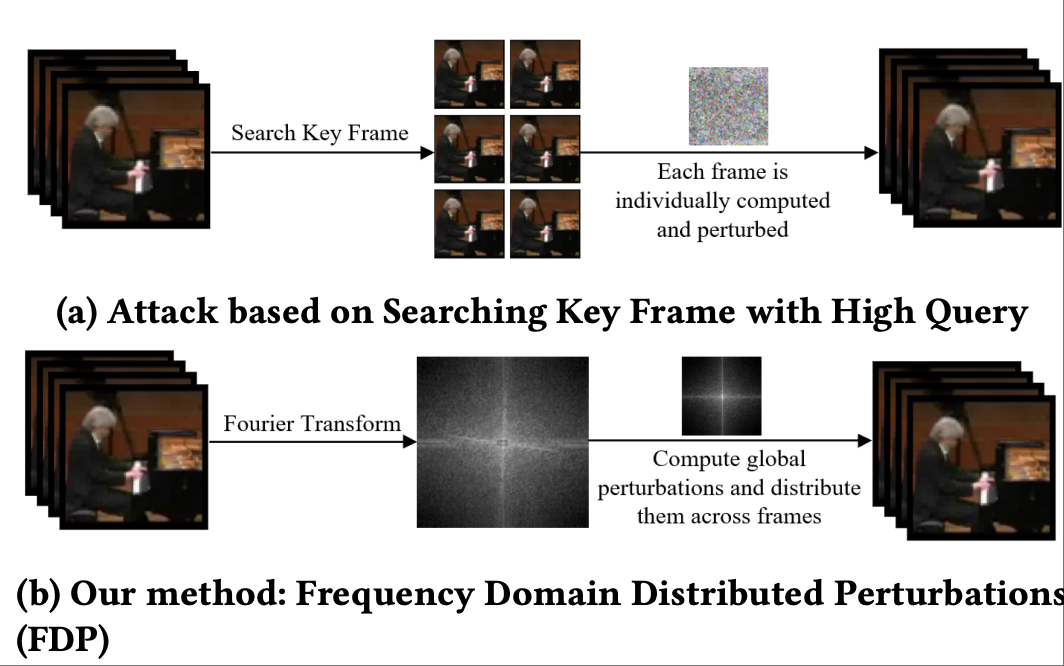 Search Key Frame
Each frame is
individually computed
and perturbed
(a) Attack based on Searching Key Frame with High Query
Fourier Transform
Compute global
perturbations and distribute
them across frames
(b) Our method: Frequency Domain Distributed Perturbations
(FDP)